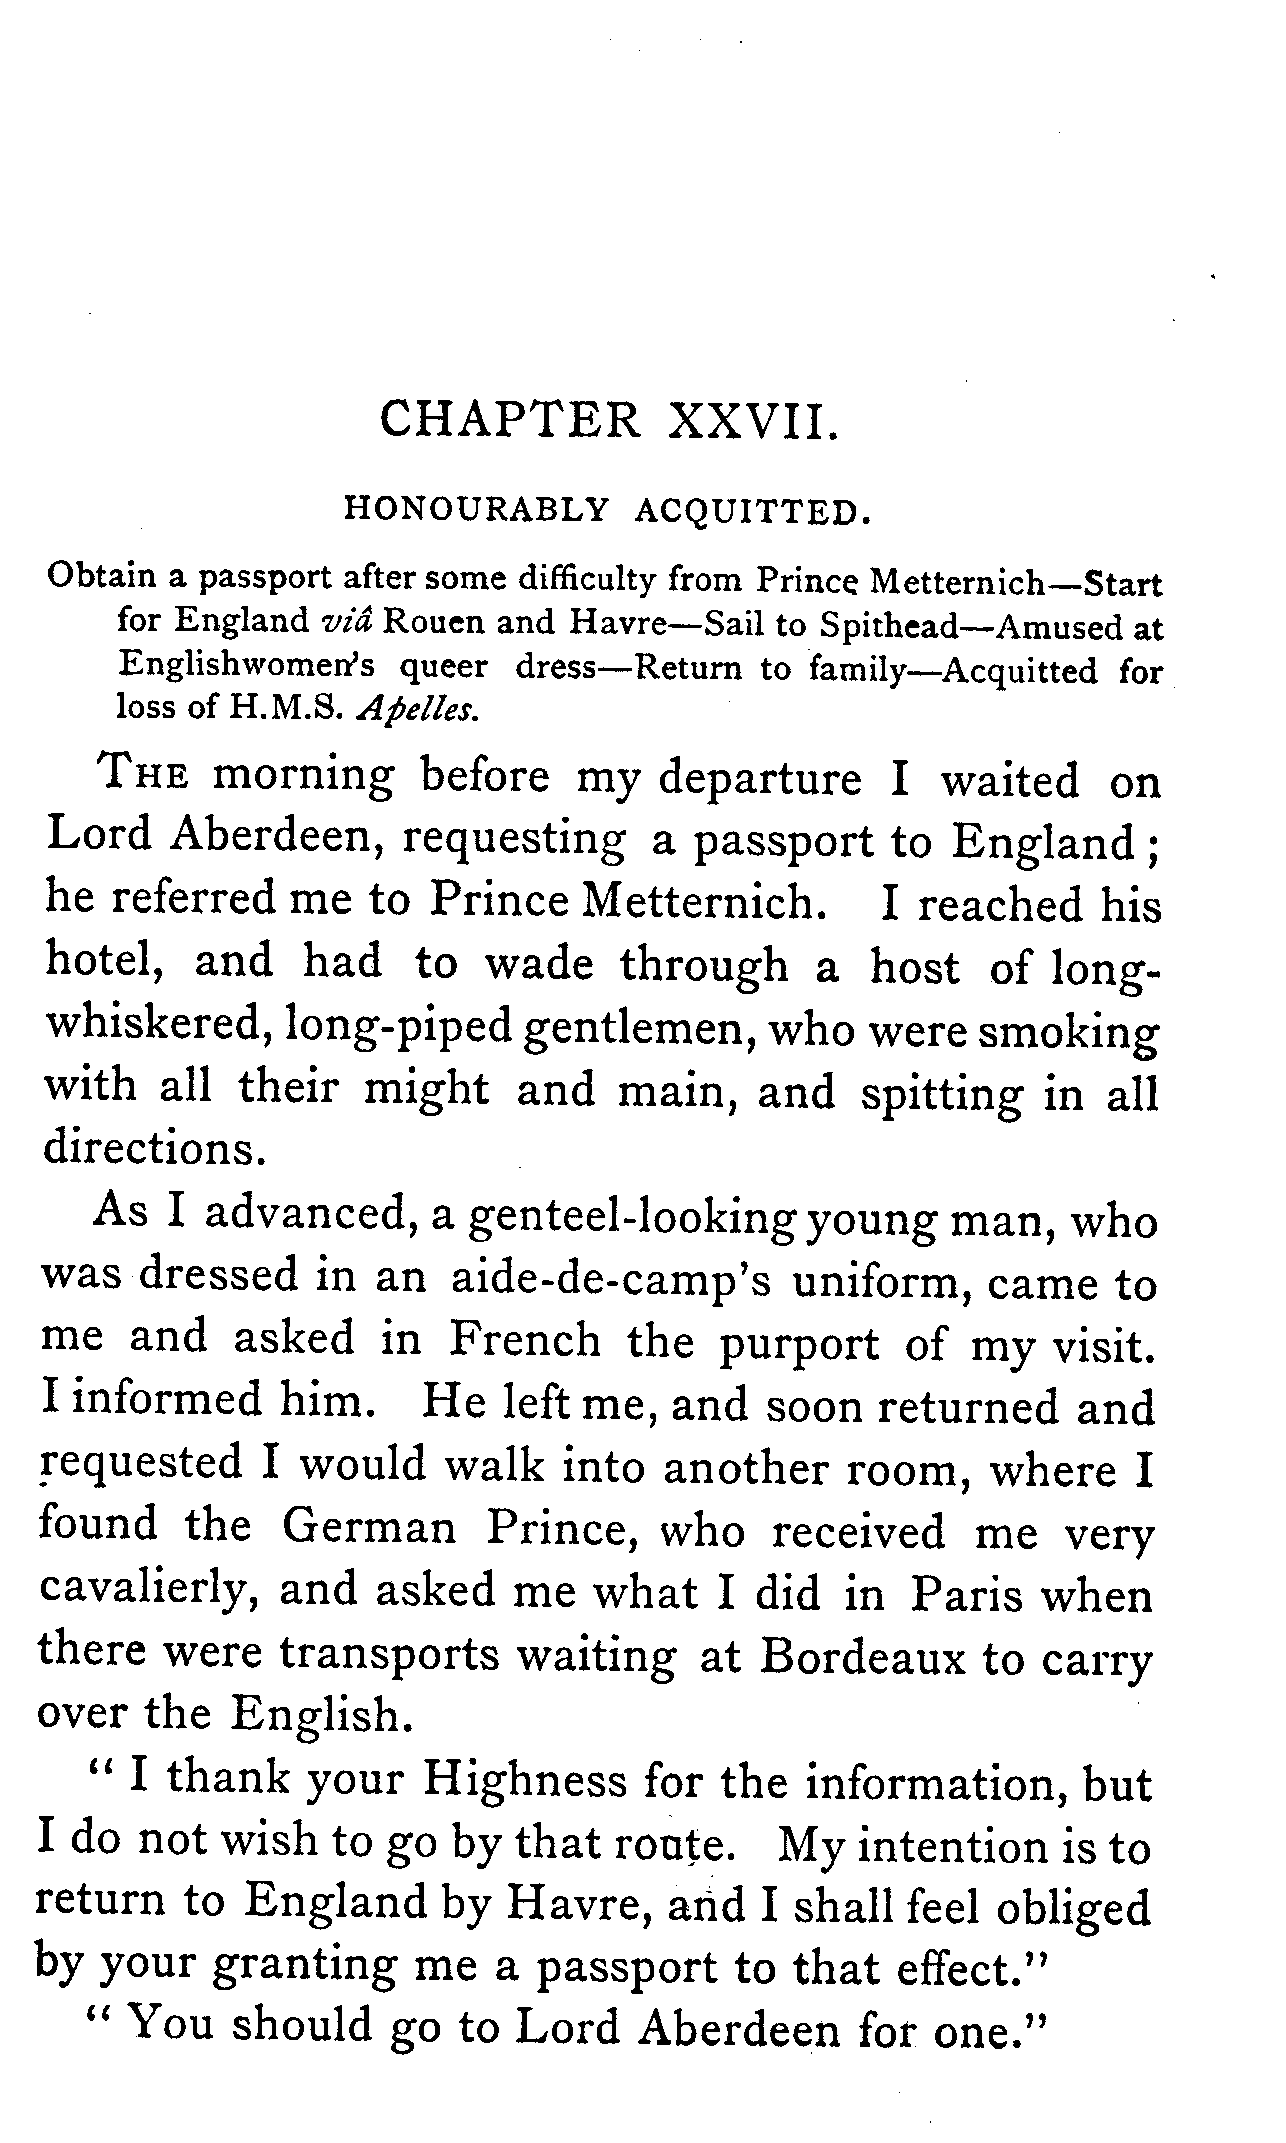 CHAPTER XXVII.
HONOURABLY ACQUITTED.
Obtain a passport after some difficulty from Prince Metternich—Start
for England viâ Rouen and Havre—Sail to Spithead—Amused at
Englishwomen's queer dress—Return to family—Acquitted for
loss of H.M.S. Apelles.
THE morning before my departure I waited on
Lord Aberdeen, requesting a passport to England ;
he referred me to Prince Metternich. I reached his
hotel, and had to wade through a host of long-
whiskered, long-piped gentlemen, who were smoking
with all their might and main, and spitting in all
directions.
As I advanced, a genteel-looking young man, who
was dressed in an aide-de-camp's uniform, came to
me and asked in French the purport of my visit.
I informed him. He left me, and soon returned and
requested I would walk into another room, where I
found the German Prince, who received me very
cavalierly, and asked me what I did in Paris when
there were transports waiting at Bordeaux to carry
over the English.
“ I thank your Highness for the information, but
I do not wish to go by that route. My intention is to
return to England by Havre, and I shall feel obliged
by your granting me a passport to that effect.”
“ You should go to Lord Aberdeen for one.”